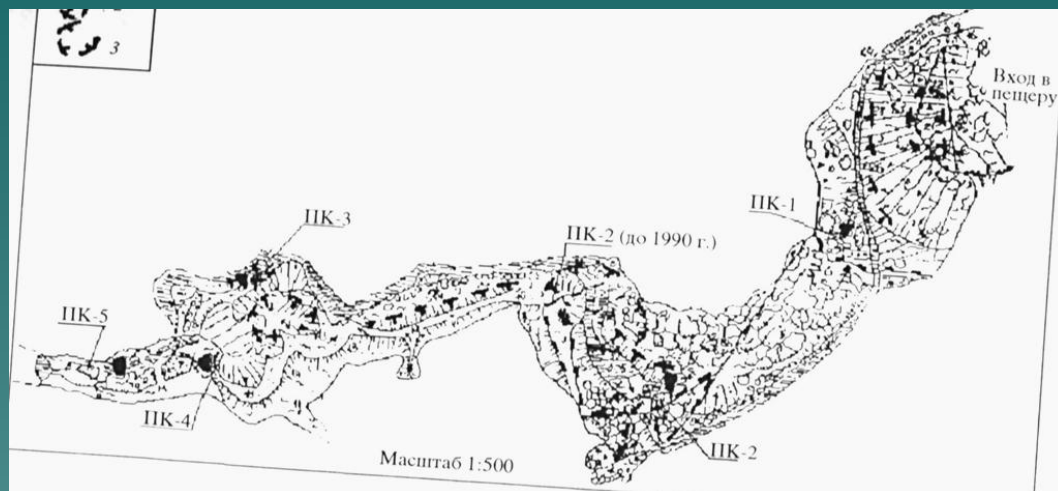 3
Вход в
пещеру
ПК-1
ПК-3
ПК-2 (до 1990 г.)
ПК-5
ПК-4
ПК-2
Масштаб 1:500